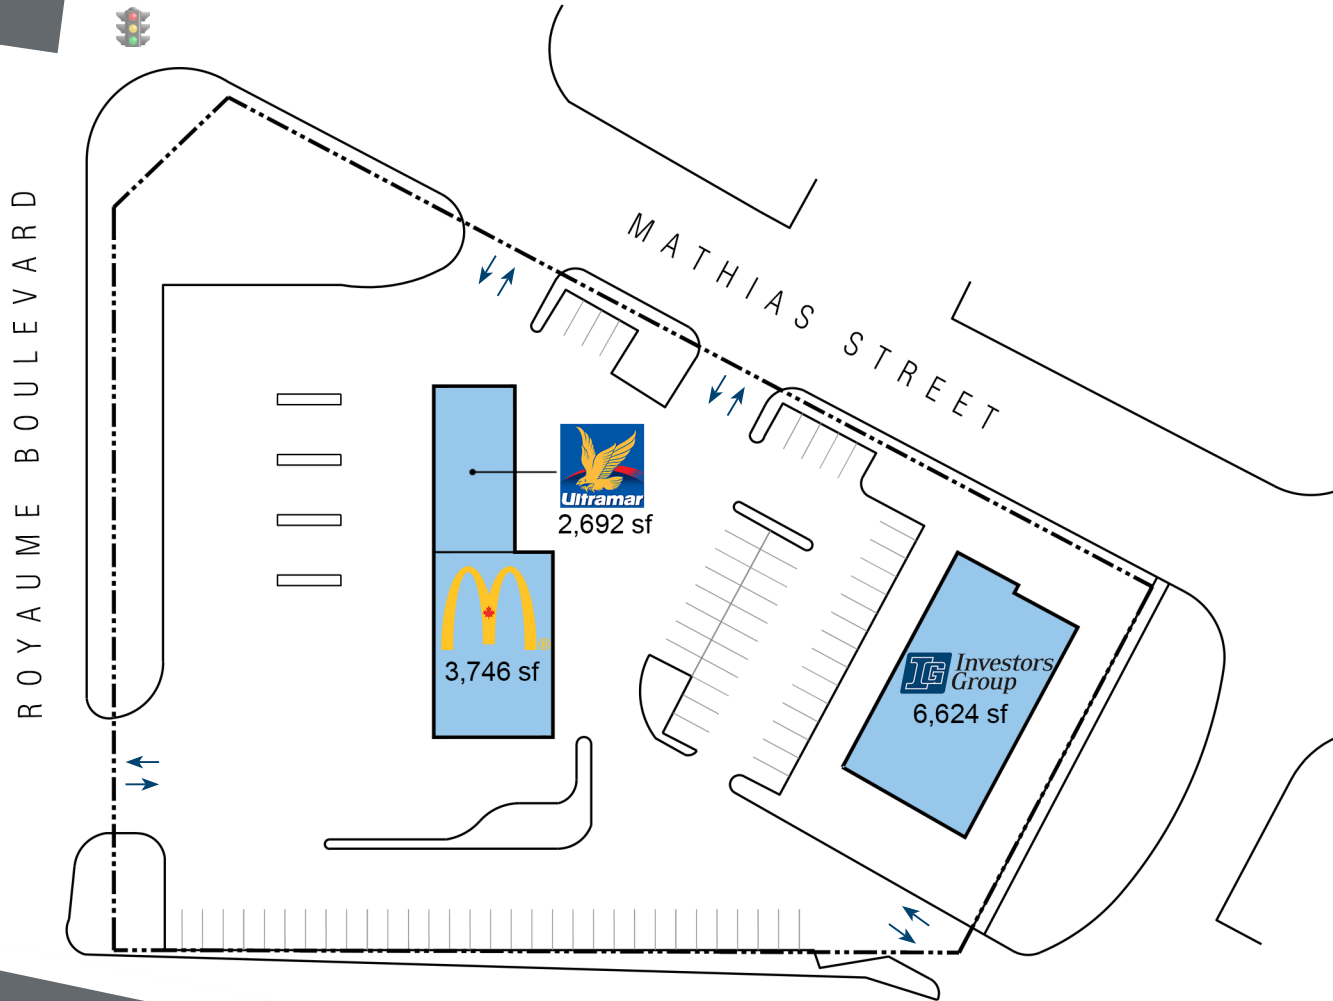 ROYAUME BOULEVARD
MATHIAS STREET
Ultramar
2,692 sf
®
3,746 sf
IG Investors
Group
6,624 sf